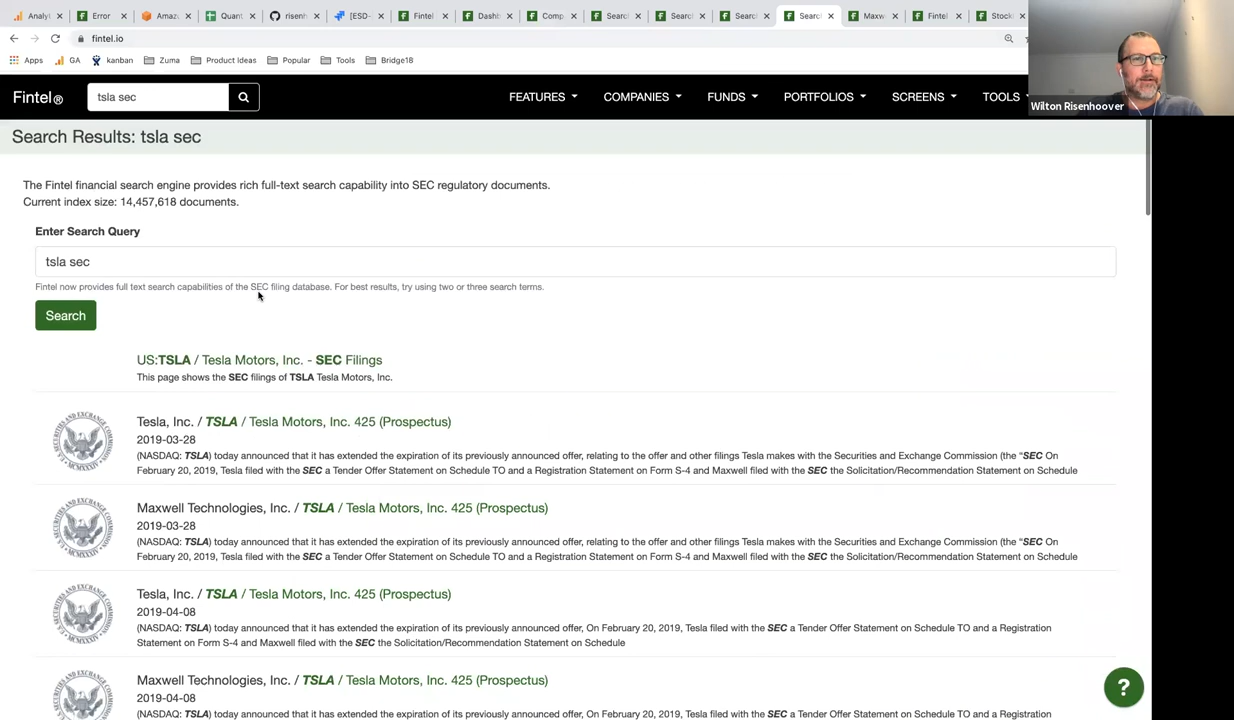 Analyt
Error
Amaz
Quant
risenh
[ESD-
Fintel
Dashb
Comp
Search
Search
Search
Search
Maxw
Fintel
Stock
fintel.io
Apps
GA
kanban
Zuma
Product Ideas
Popular
Tools
Bridge18
Fintel®
tsla sec
FEATURES
COMPANIES
FUNDS
PORTFOLIOS
SCREENS
TOOLS
Wilton Risenhoover
Search Results: tsla sec
The Fintel financial search engine provides rich full-text search capability into SEC regulatory documents.
Current index size: 14,457,618 documents.
Enter Search Query
tsla sec
Fintel now provides full text search capabilities of the SEC filing database. For best results, try using two or three search terms.
Search
US:TSLA / Tesla Motors, Inc. - SEC Filings
This page shows the SEC filings of TSLA Tesla Motors, Inc.
Tesla, Inc. / TSLA / Tesla Motors, Inc. 425 (Prospectus)
2019-03-28
(NASDAQ: TSLA) today announced that it has extended the expiration of its previously announced offer, relating to the offer and other filings Tesla makes with the Securities and Exchange Commission (the “SEC On
February 20, 2019, Tesla filed with the SEC a Tender Offer Statement on Schedule TO and a Registration Statement on Form S-4 and Maxwell filed with the SEC the Solicitation/Recommendation Statement on Schedule
Maxwell Technologies, Inc. / TSLA / Tesla Motors, Inc. 425 (Prospectus)
2019-03-28
(NASDAQ: TSLA) today announced that it has extended the expiration of its previously announced offer, relating to the offer and other filings Tesla makes with the Securities and Exchange Commission (the “SEC On
February 20, 2019, Tesla filed with the SEC a Tender Offer Statement on Schedule TO and a Registration Statement on Form S-4 and Maxwell filed with the SEC the Solicitation/Recommendation Statement on Schedule
Tesla, Inc. / TSLA / Tesla Motors, Inc. 425 (Prospectus)
2019-04-08
(NASDAQ: TSLA) today announced that it has extended the expiration of its previously announced offer, On February 20, 2019, Tesla filed with the SEC a Tender Offer Statement on Schedule TO and a Registration
Statement on Form S-4 and Maxwell filed with the SEC the Solicitation/Recommendation Statement on Schedule
Maxwell Technologies, Inc. / TSLA / Tesla Motors, Inc. 425 (Prospectus)
2019-04-08
(NASDAQ: TSLA) today announced that it has extended the expiration of its previously announced offer, On February 20, 2019, Tesla filed with the SEC a Tender Offer Statement on Schedule TO and a Registration
?